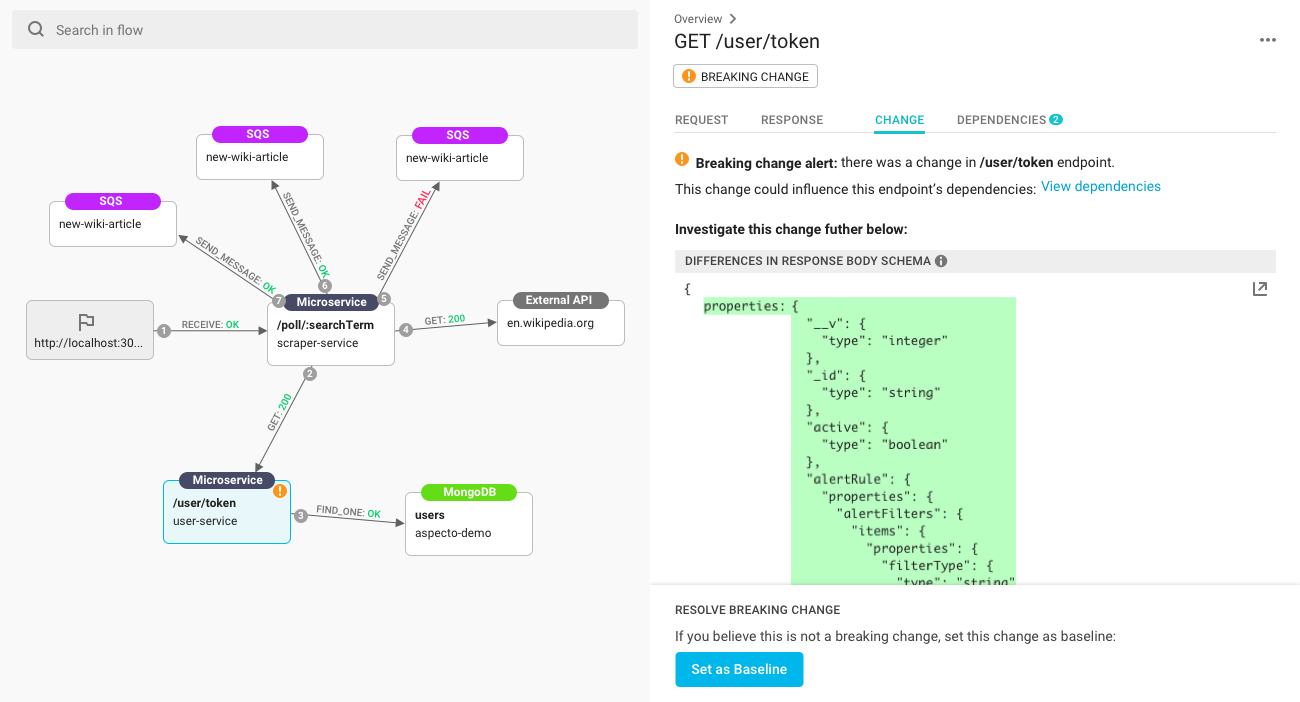 Search in flow
SQS
new-wiki-article
SQS
new-wiki-article
SQS
new-wiki-article
SEND_MESSAGE: OK
SEND_MESSAGE: OK
SEND_MESSAGE: FAIL
7
6
5
http://localhost:30...
1
RECEIVE: OK
Microservice
/poll/:searchTerm
scraper-service
4
GET: 200
External API
en.wikipedia.org
2
GET: 200
Microservice
/user/token
user-service
3
FIND_ONE: OK
MongoDB
users
aspecto-demo
Overview
GET /user/token
BREAKING CHANGE
REQUEST
RESPONSE
CHANGE
DEPENDENCIES 2
Breaking change alert: there was a change in /user/token endpoint.
This change could influence this endpoint's dependencies: View dependencies
Investigate this change futher below:
DIFFERENCES IN RESPONSE BODY SCHEMA
{
properties: {
"__v": {
"type": "integer"
},
"_id": {
"type": "string"
},
"active": {
"type": "boolean"
},
"alertRule": {
"properties": {
"alertFilters": {
"items": {
"properties": {
"filterType": {
"type": "string"
RESOLVE BREAKING CHANGE
If you believe this is not a breaking change, set this change as baseline:
Set as Baseline